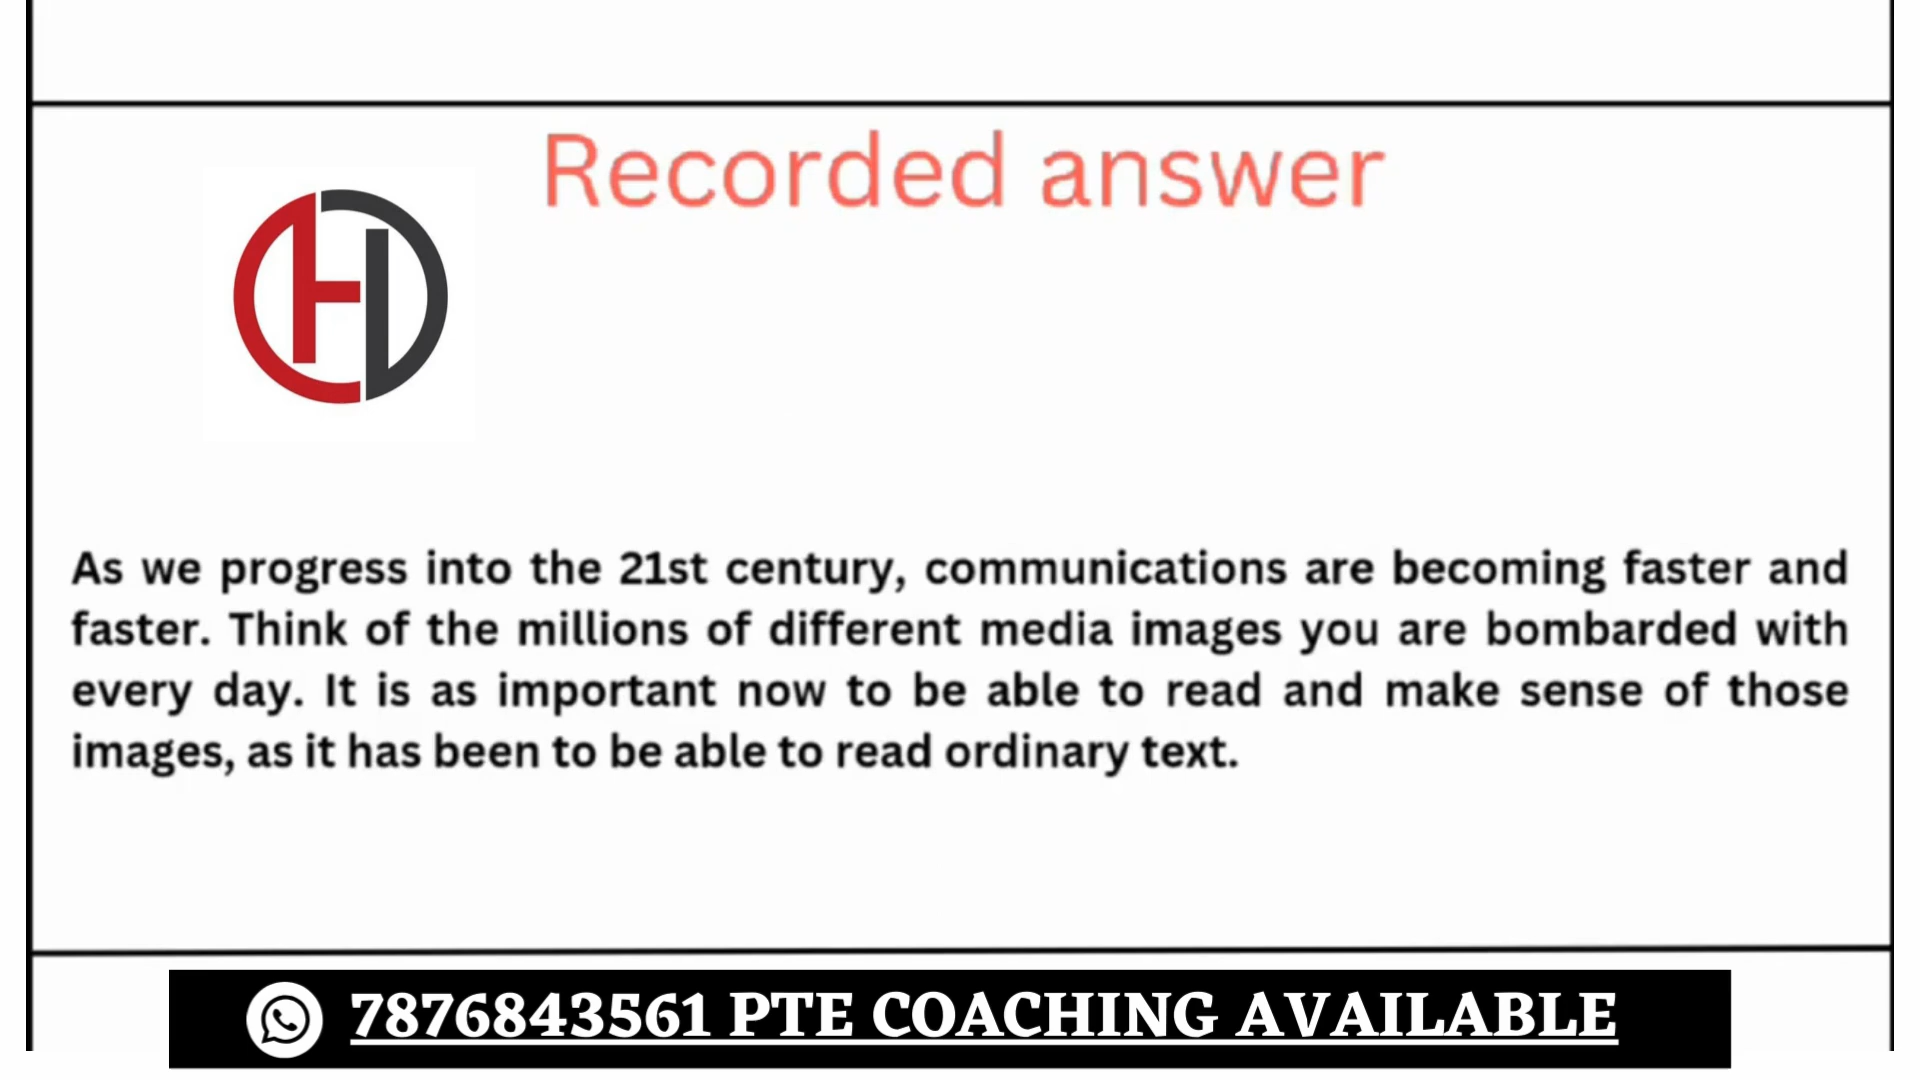 Recorded answer
As we progress into the 21st century, communications are becoming faster and
faster. Think of the millions of different media images you are bombarded with
every day. It is as important now to be able to read and make sense of those
images, as it has been to be able to read ordinary text.
7876843561 PTE COACHING AVAILABLE